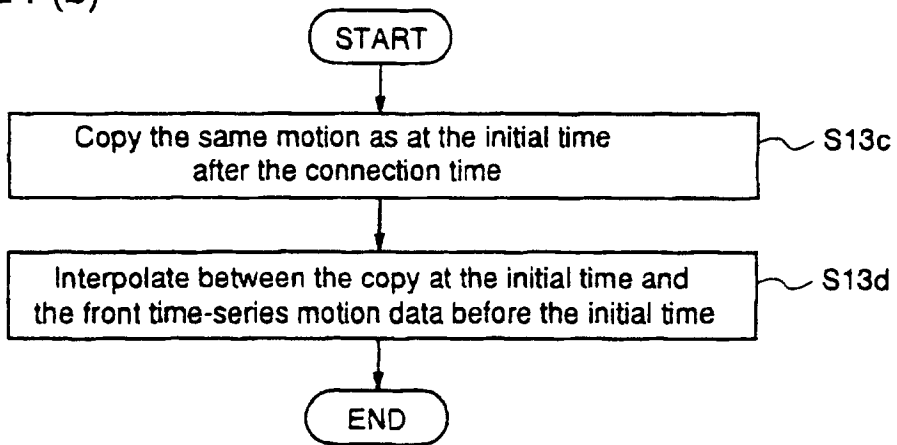 (b)
START
Copy the same motion as at the initial time
after the connection time
S13c
Interpolate between the copy at the initial time and
the front time-series motion data before the initial time
S13d
END